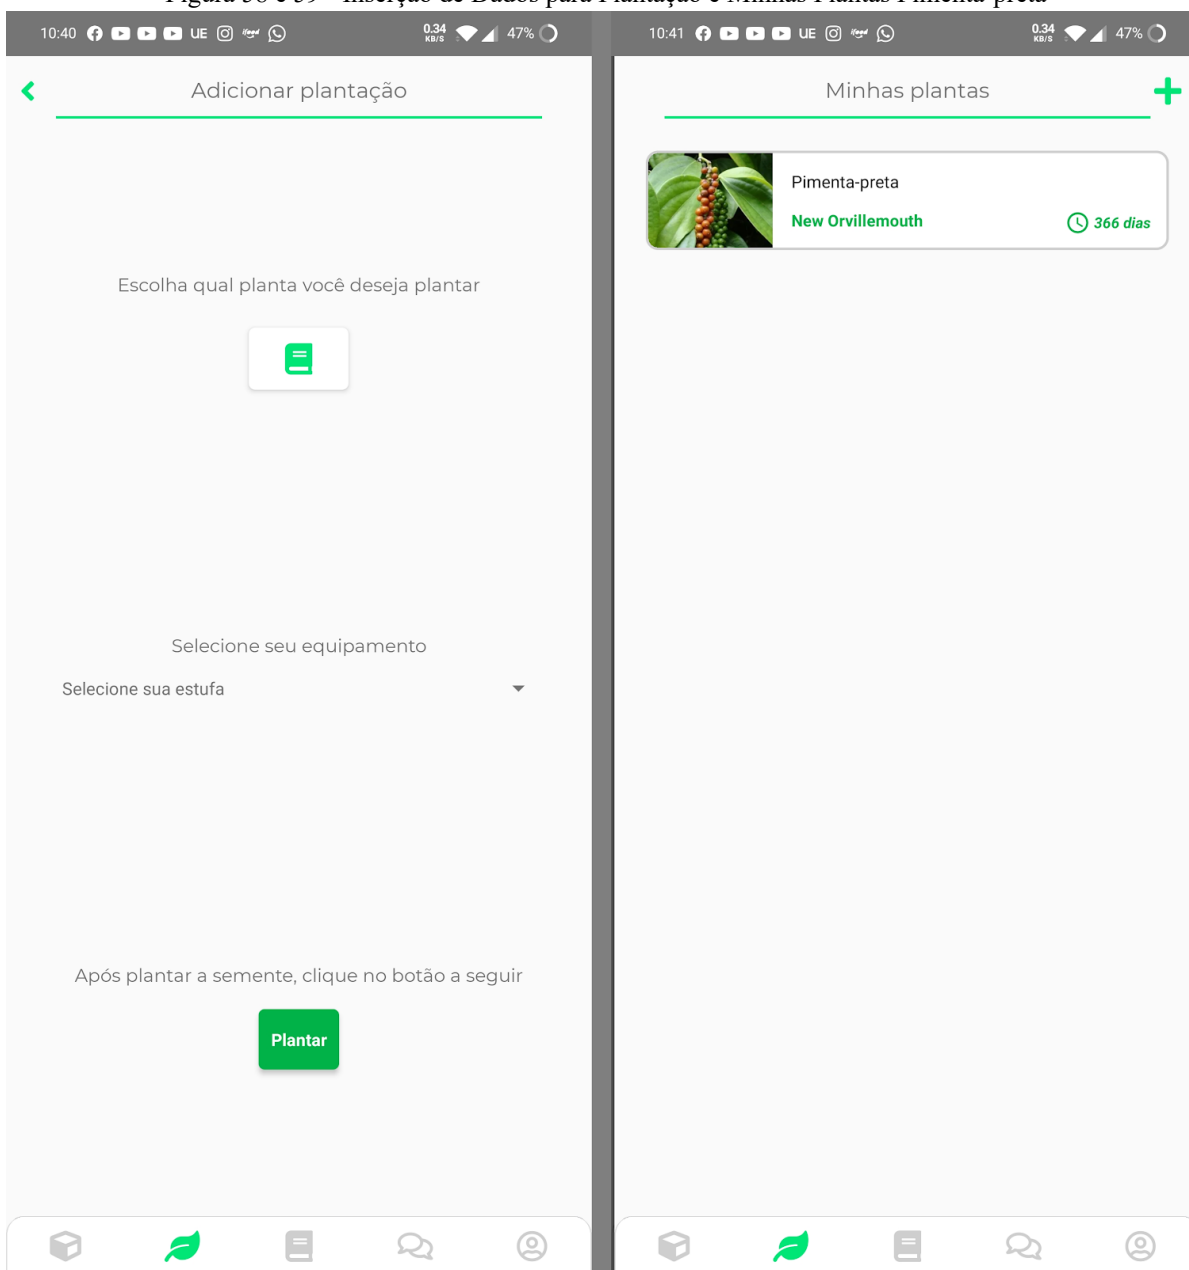 10:40 UE ifood 0.34 KB/S 47%
Adicionar plantação
Escolha qual planta você deseja plantar
Selecione seu equipamento
Selecione sua estufa
Após plantar a semente, clique no botão a seguir
Plantar
10:41 UE ifood 0.34 KB/S 47%
Minhas plantas
Pimenta-preta
New Orvillemouth
366 dias